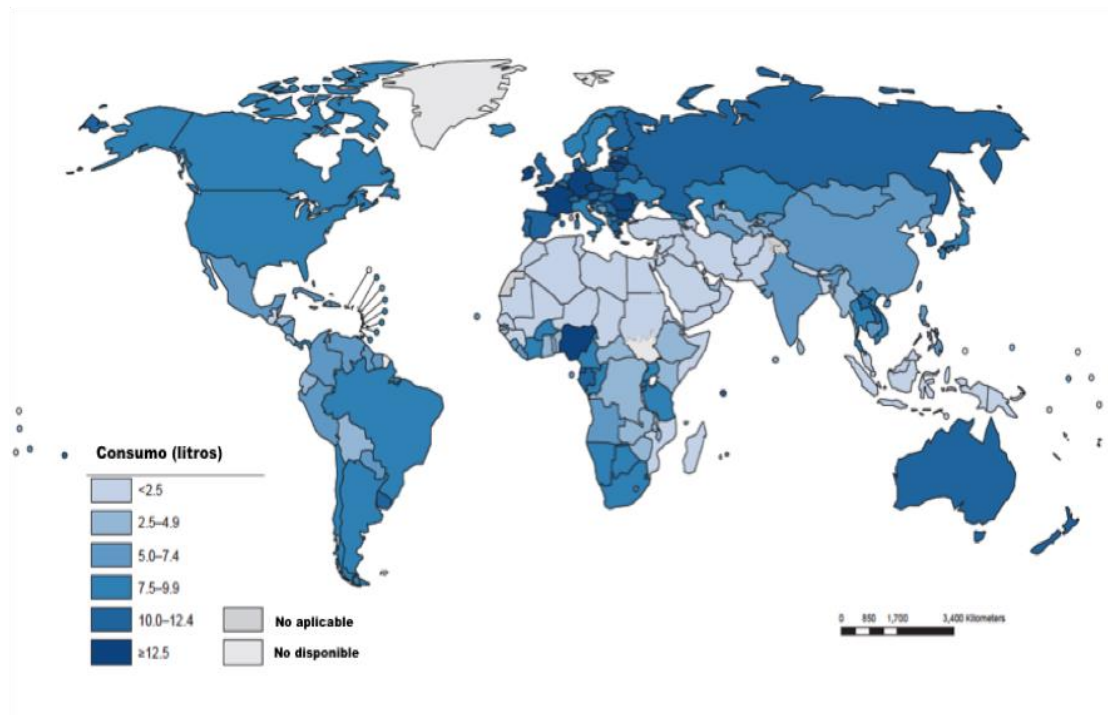 Consumo (litros)
<2.5
2.5–4.9
5.0–7.4
7.5–9.9
10.0–12.4
≥12.5
No aplicable
No disponible
0 850 1,700 3,400 Kilometers